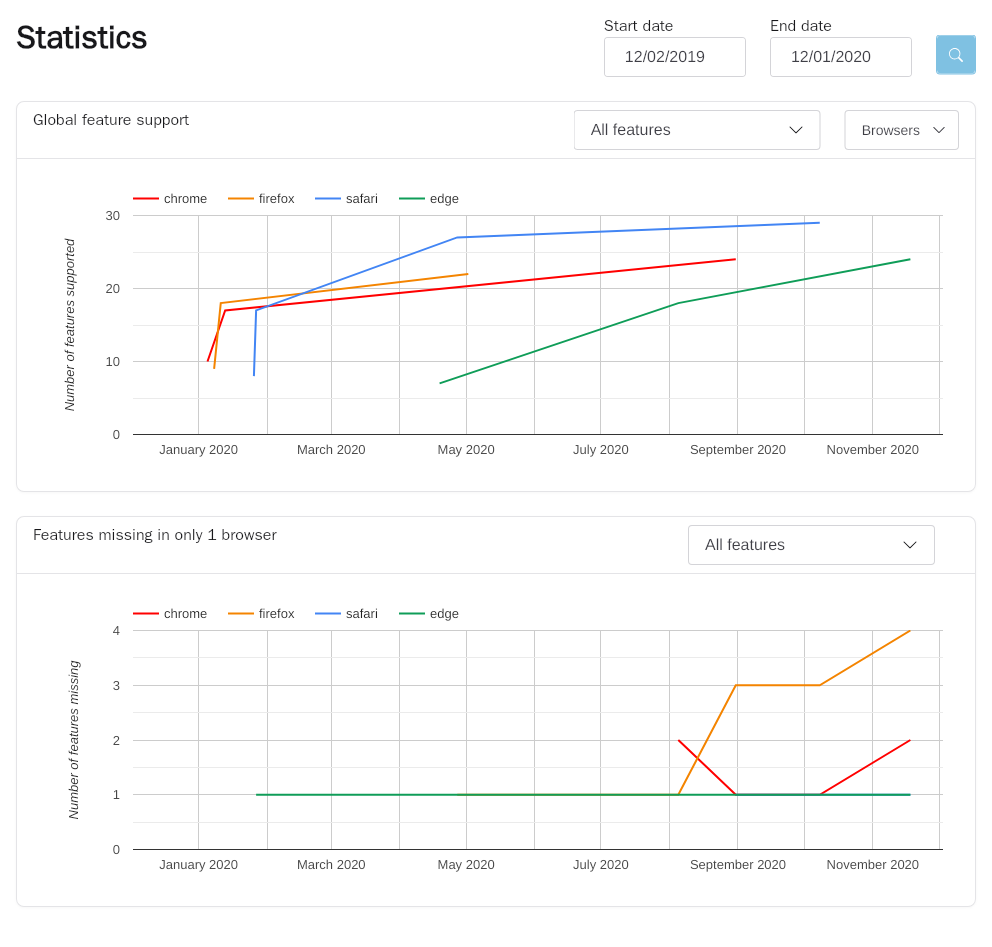 Statistics
Start date
End date
12/02/2019
12/01/2020
Global feature support
All features
Browsers
chrome firefox safari edge
Number of features supported
30
20
10
0
January 2020 March 2020 May 2020 July 2020 September 2020 November 2020
Features missing in only 1 browser
All features
chrome firefox safari edge
Number of features missing
4
3
2
1
0
January 2020 March 2020 May 2020 July 2020 September 2020 November 2020